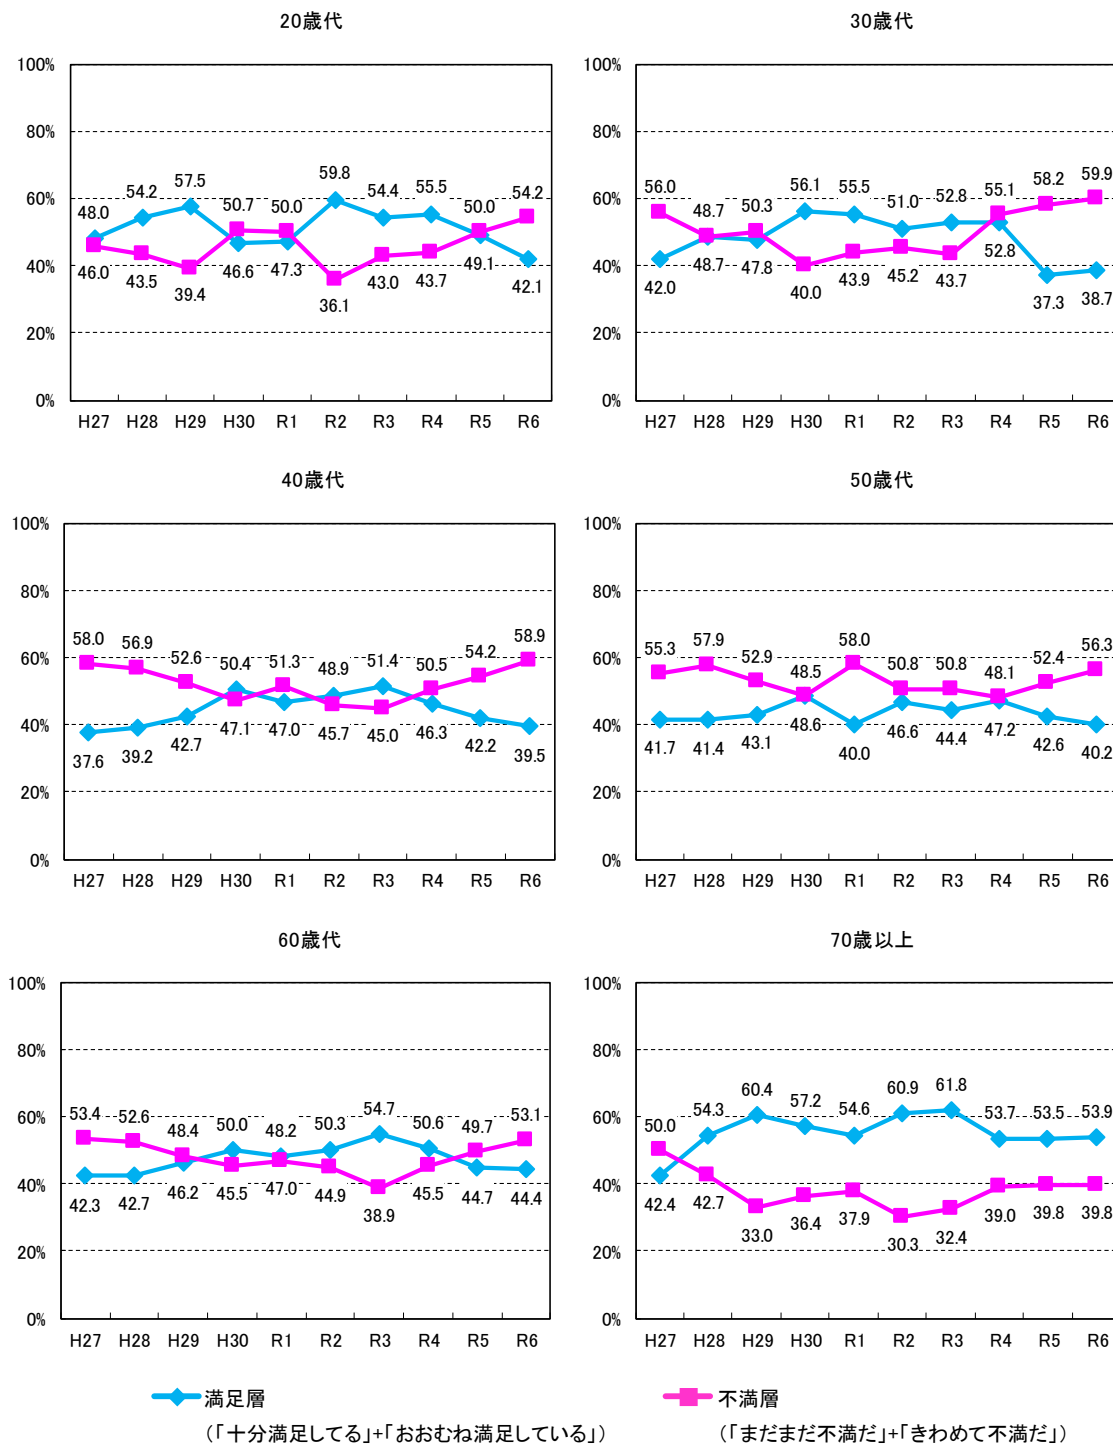 20歳代
100%
80%
60%
40%
20%
0%
48.0 54.2 57.5 50.7 50.0 59.8 54.4 55.5 50.0 54.2
46.0 43.5 39.4 46.6 47.3 36.1 43.0 43.7 49.1 42.1
H27 H28 H29 H30 R1 R2 R3 R4 R5 R6
30歳代
100%
80%
60%
40%
20%
0%
56.0 48.7 50.3 56.1 55.5 51.0 52.8 55.1 58.2 59.9
42.0 48.7 47.8 40.0 43.9 45.2 43.7 52.8 37.3 38.7
H27 H28 H29 H30 R1 R2 R3 R4 R5 R6
40歳代
100%
80%
60%
40%
20%
0%
58.0 56.9 52.6 50.4 51.3 48.9 51.4 50.5 54.2 58.9
37.6 39.2 42.7 47.1 47.0 45.7 45.0 46.3 42.2 39.5
H27 H28 H29 H30 R1 R2 R3 R4 R5 R6
50歳代
100%
80%
60%
40%
20%
0%
55.3 57.9 52.9 48.5 58.0 50.8 50.8 48.1 52.4 56.3
41.7 41.4 43.1 48.6 40.0 46.6 44.4 47.2 42.6 40.2
H27 H28 H29 H30 R1 R2 R3 R4 R5 R6
60歳代
100%
80%
60%
40%
20%
0%
53.4 52.6 48.4 50.0 48.2 50.3 54.7 50.6 49.7 53.1
42.3 42.7 46.2 45.5 47.0 44.9 38.9 45.5 44.7 44.4
H27 H28 H29 H30 R1 R2 R3 R4 R5 R6
70歳以上
100%
80%
60%
40%
20%
0%
50.0 54.3 60.4 57.2 54.6 60.9 61.8 53.7 53.5 53.9
42.4 42.7 33.0 36.4 37.9 30.3 32.4 39.0 39.8 39.8
H27 H28 H29 H30 R1 R2 R3 R4 R5 R6
満足層
(「十分満足してる」+「おおむね満足している」)
不満層
(「まだまだ不満だ」+「きわめて不満だ」)